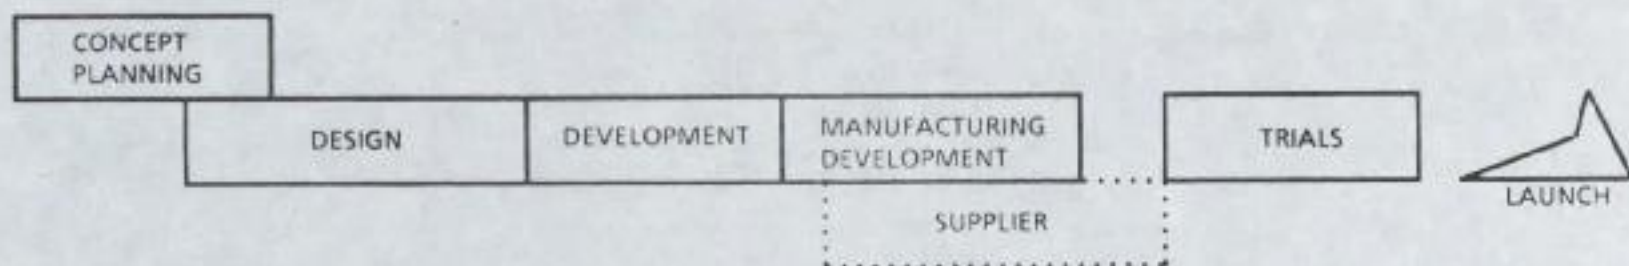 CONCEPT
PLANNING
DESIGN
DEVELOPMENT
MANUFACTURING
DEVELOPMENT
TRIALS
LAUNCH
SUPPLIER